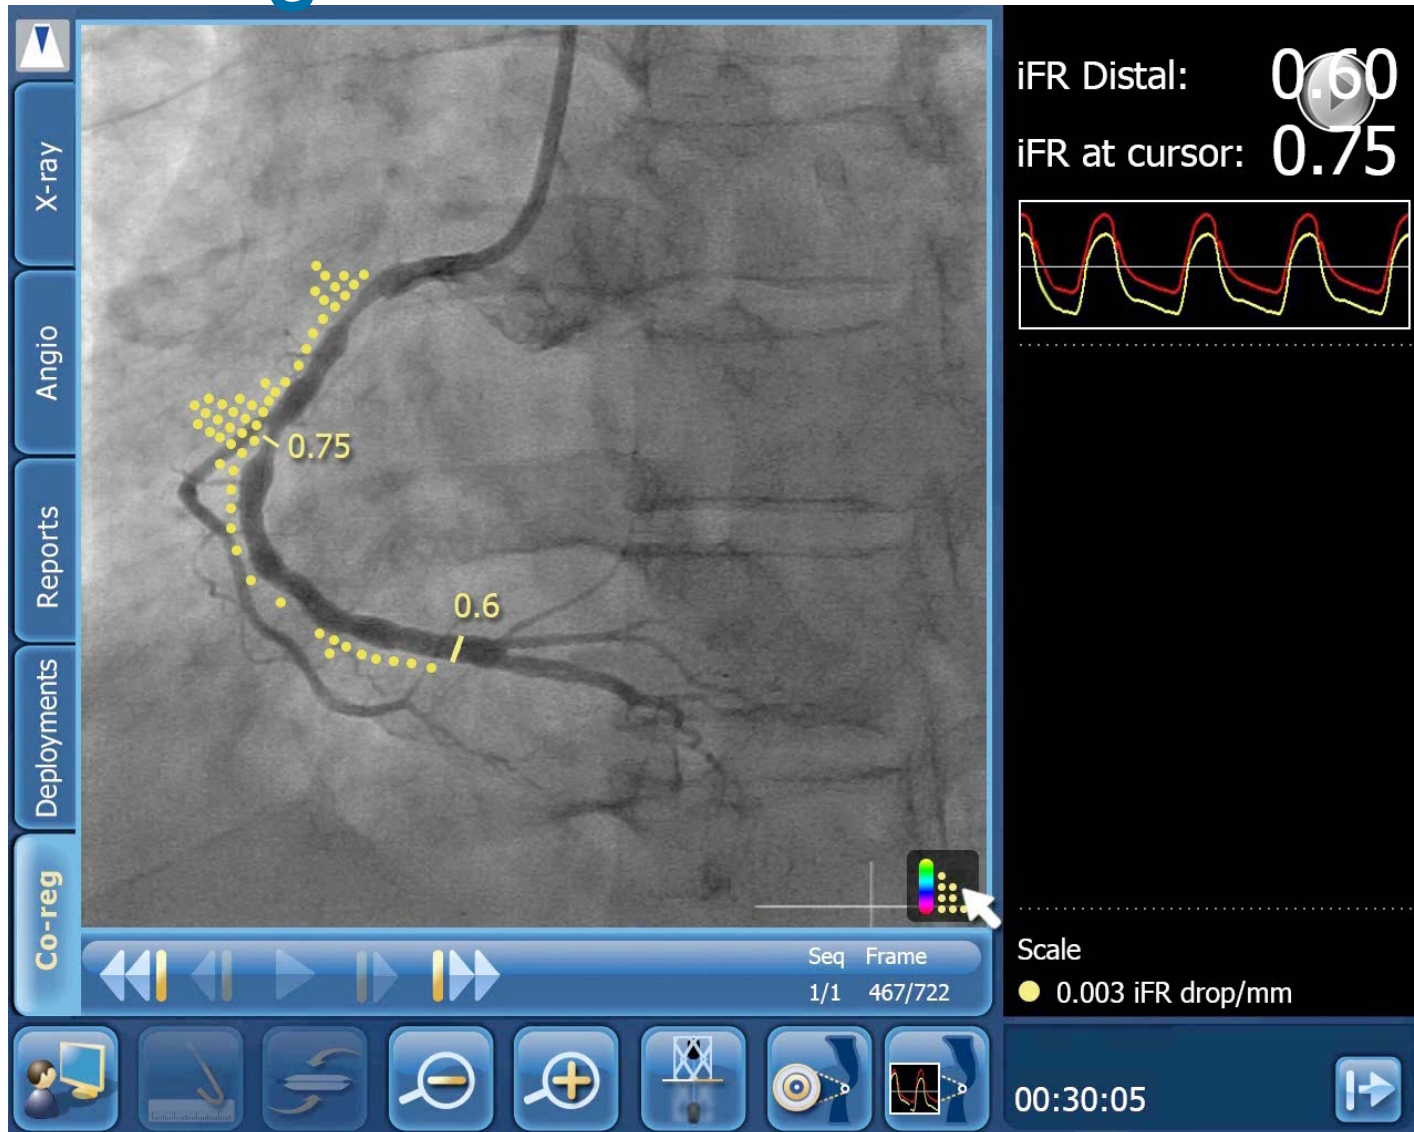 X-ray
Angio
Reports
Deployments
Co-reg
0.75
0.6
iFR Distal: 0.60
iFR at cursor: 0.75
Seq Frame
1/1 467/722
Scale
0.003 iFR drop/mm
00:30:05